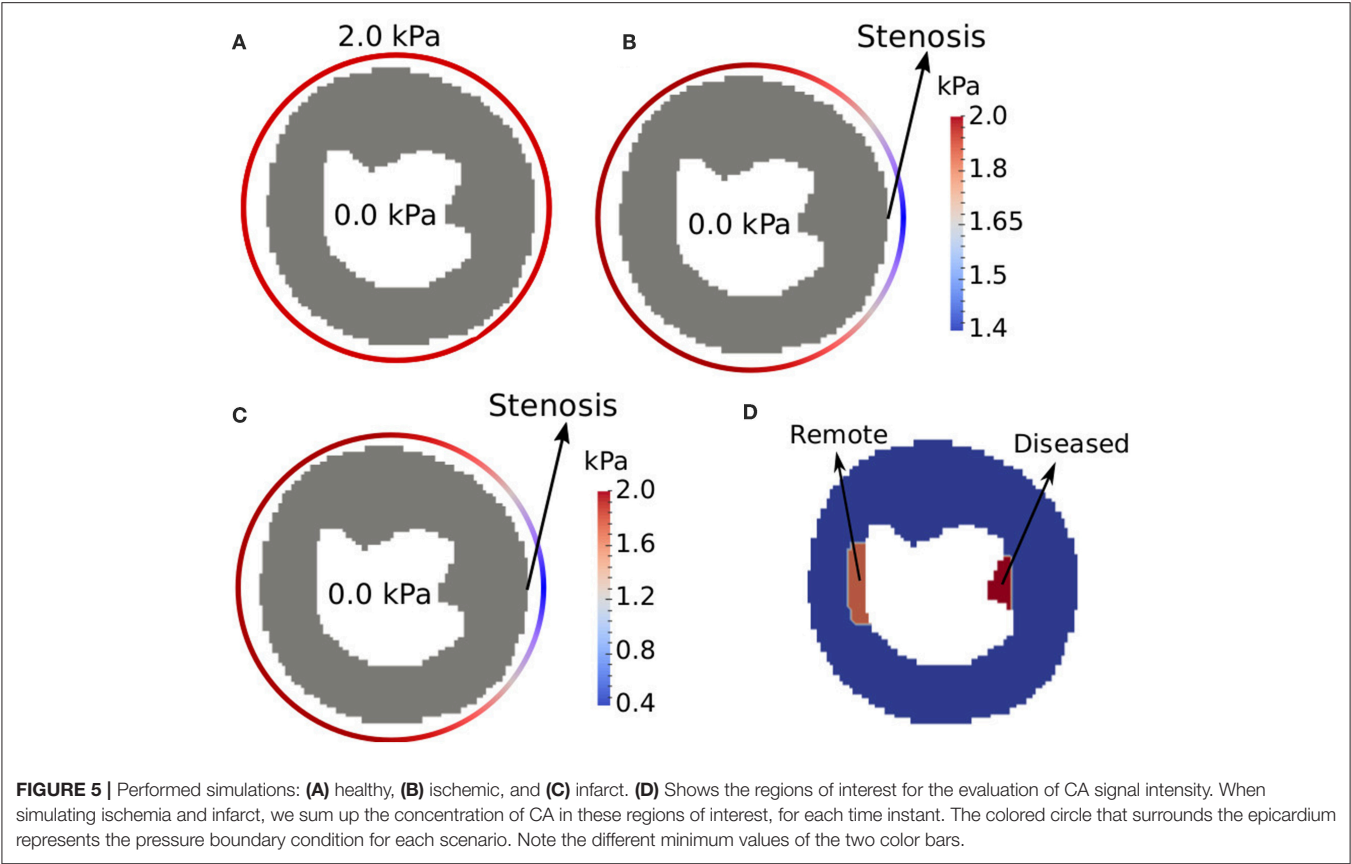 A
2.0 kPa
0.0 kPa
B
Stenosis
kPa
2.0
1.8
1.65
1.5
1.4
0.0 kPa
C
Stenosis
kPa
2.0
1.6
1.2
0.8
0.4
0.0 kPa
D
Remote
Diseased
FIGURE 5 | Performed simulations: (A) healthy, (B) ischemic, and (C) infarct. (D) Shows the regions of interest for the evaluation of CA signal intensity. When
simulating ischemia and infarct, we sum up the concentration of CA in these regions of interest, for each time instant. The colored circle that surrounds the epicardium
represents the pressure boundary condition for each scenario. Note the different minimum values of the two color bars.